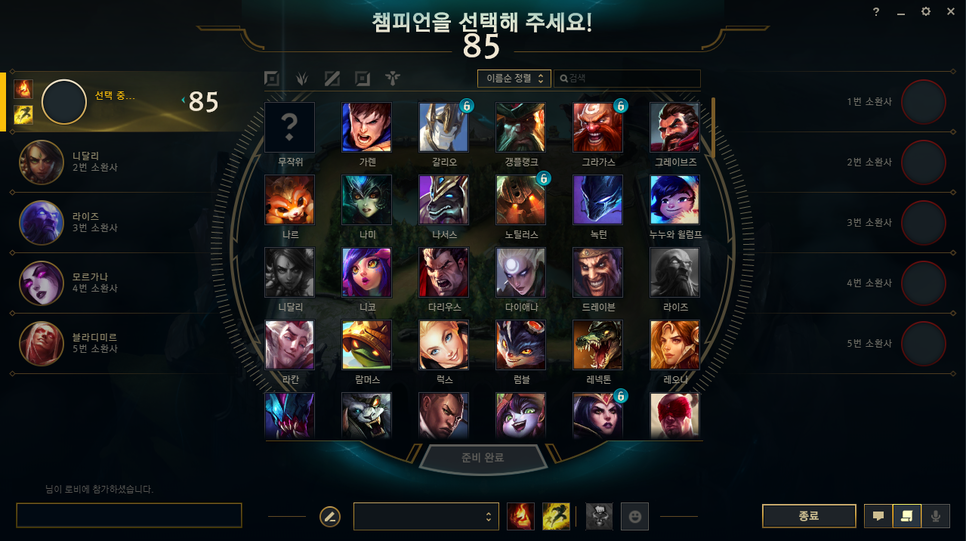 챔피언을 선택해 주세요!
85
?
선택 중...
85
니달리
2번 소환사
라이즈
3번 소환사
모르가나
4번 소환사
블라디미르
5번 소환사
이름순 정렬
검색
?
무작위
가렌
갈리오
갱플랭크
그라가스
그레이브즈
나르
나미
나서스
노틸러스
녹턴
누누와 윌럼프
니달리
니코
다리우스
다이애나
드레이븐
라이즈
라칸
람머스
럭스
럼블
레넥톤
레오나
1번 소환사
2번 소환사
3번 소환사
4번 소환사
5번 소환사
준비 완료
님이 로비에 참가하셨습니다.
종료